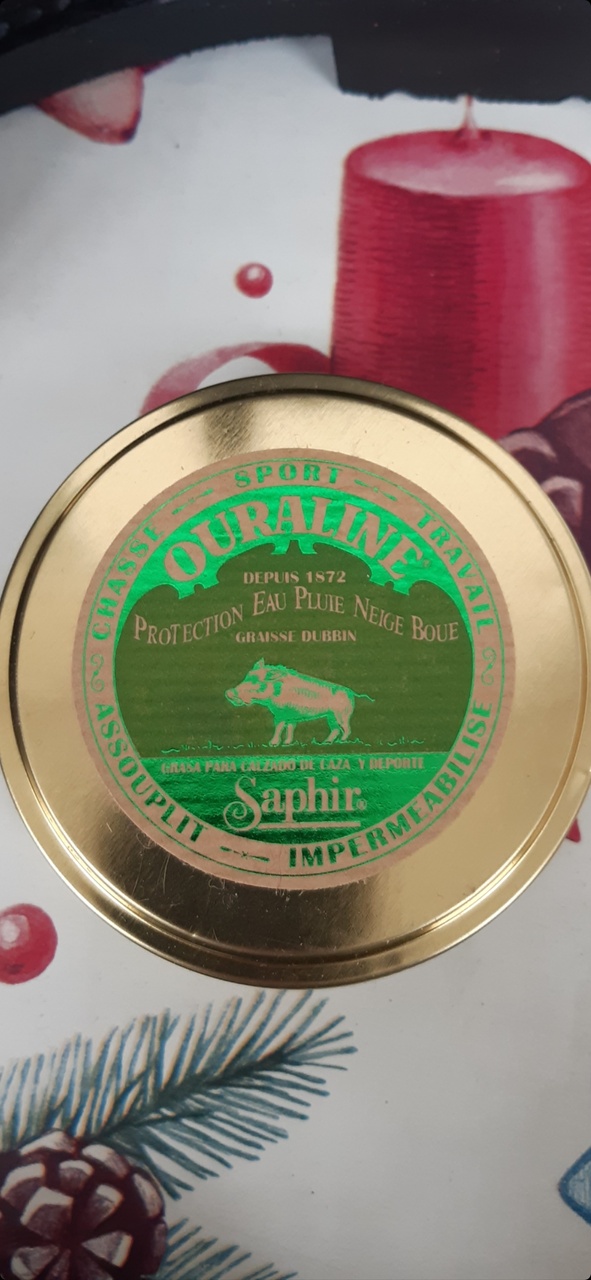 CHASSE — SPORT — TRAVAIL
OURALINE®
DEPUIS 1872
PROTECTION EAU PLUIE NEIGE BOUE
GRAISSE DUBBIN
GRASA PARA CALZADO DE CAZA Y DEPORTE
Saphir®
ASSOUPLIT — IMPERMEABILISE